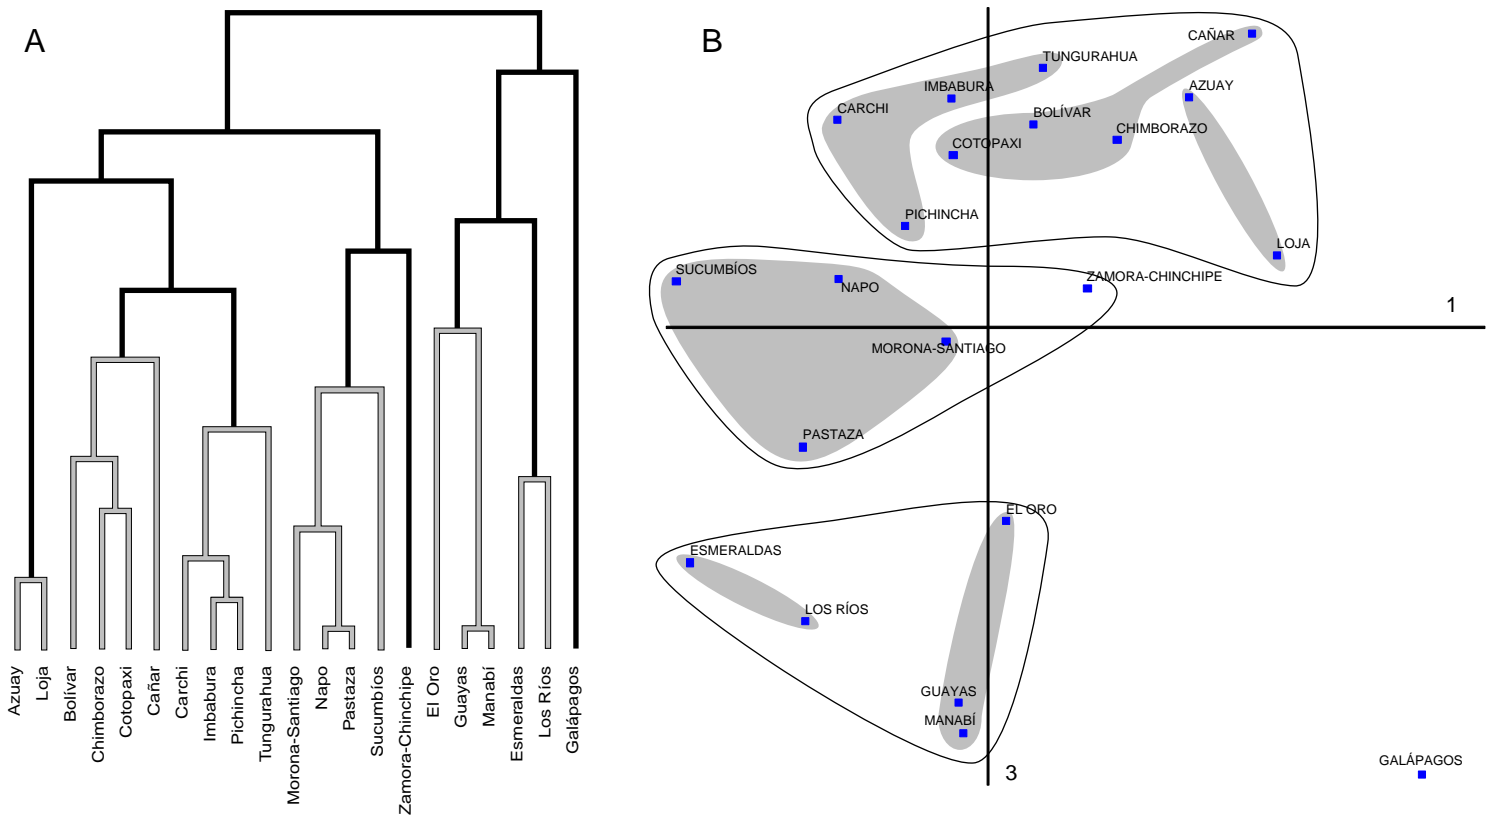 A
Azuay
Loja
Bolívar
Chimborazo
Cotopaxi
Cañar
Carchi
Imbabura
Pichincha
Tungurahua
Morona-Santiago
Napo
Pastaza
Sucumbíos
Zamora-Chinchipe
El Oro
Guayas
Manabí
Esmeraldas
Los Ríos
Galápagos
B
CAÑAR
TUNGURAHUA
IMBABURA
AZUAY
CARCHI
BOLÍVAR
CHIMBORAZO
COTOPAXI
PICHINCHA
LOJA
SUCUMBÍOS
ZAMORA-CHINCHIPE
NAPO
1
MORONA-SANTIAGO
PASTAZA
EL ORO
ESMERALDAS
LOS RÍOS
GUAYAS
MANABÍ
GALÁPAGOS
3